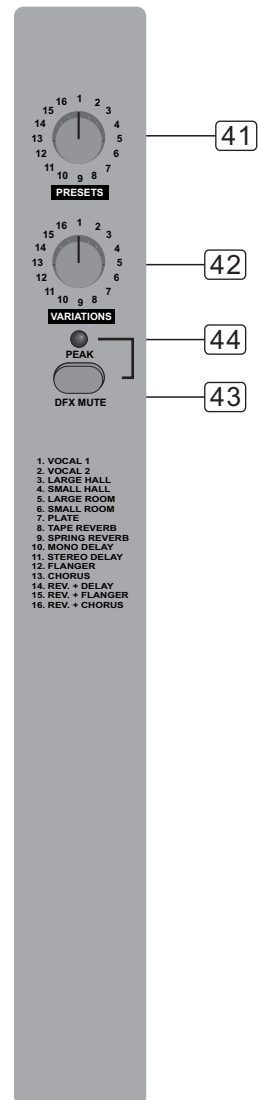 16 1 2
15 3
14 4
13 5
12 6
11 7
10 9 8
41
PRESETS
16 1 2
15 3
14 4
13 5
12 6
11 7
10 9 8
42
VARIATIONS
44
PEAK
43
DFX MUTE
1. VOCAL 1
2. VOCAL 2
3. LARGE HALL
4. SMALL HALL
5. LARGE ROOM
6. SMALL ROOM
7. PLATE
8. TAPE REVERB
9. SPRING REVERB
10. MONO DELAY
11. STEREO DELAY
12. FLANGER
13. CHORUS
14. REV. + DELAY
15. REV. + FLANGER
16. REV. + CHORUS